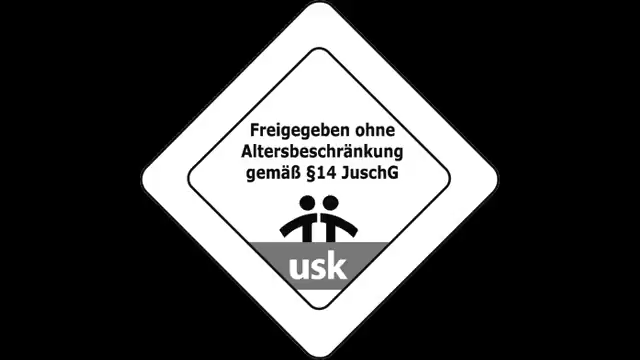 Freigegeben ohne
Altersbeschränkung
gemäß §14 JuschG
usk